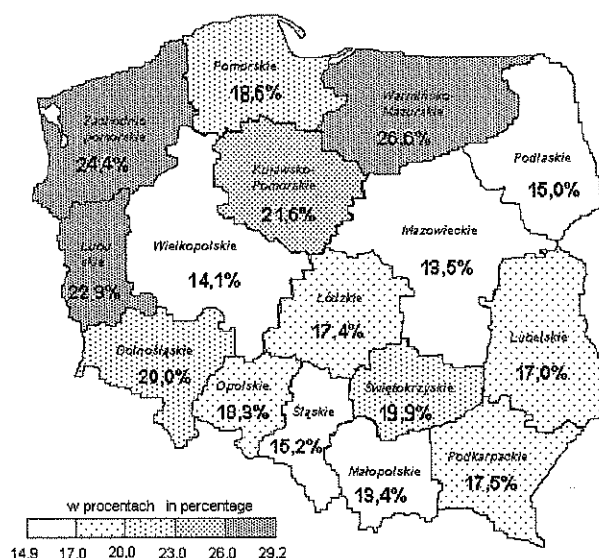 Pomorskie
18,6%
Zachodnio
pomorskie
24,4%
Warmińsko
Mazurskie
26,6%
Podlaskie
15,0%
Kujawsko-
Pomorskie
21,6%
Lubu
skie
22,3%
Wielkopolskie
14,1%
Mazowieckie
13,5%
Łódzkie
17,4%
Lubelskie
17,0%
Dolnośląskie
20,0%
Opolskie
18,3%
Śląskie
15,2%
Świętokrzyskie
19,9%
Małopolskie
13,4%
Podkarpackie
17,5%
w procentach in percentage
14,9 17,0 20,0 23,0 26,0 29,2